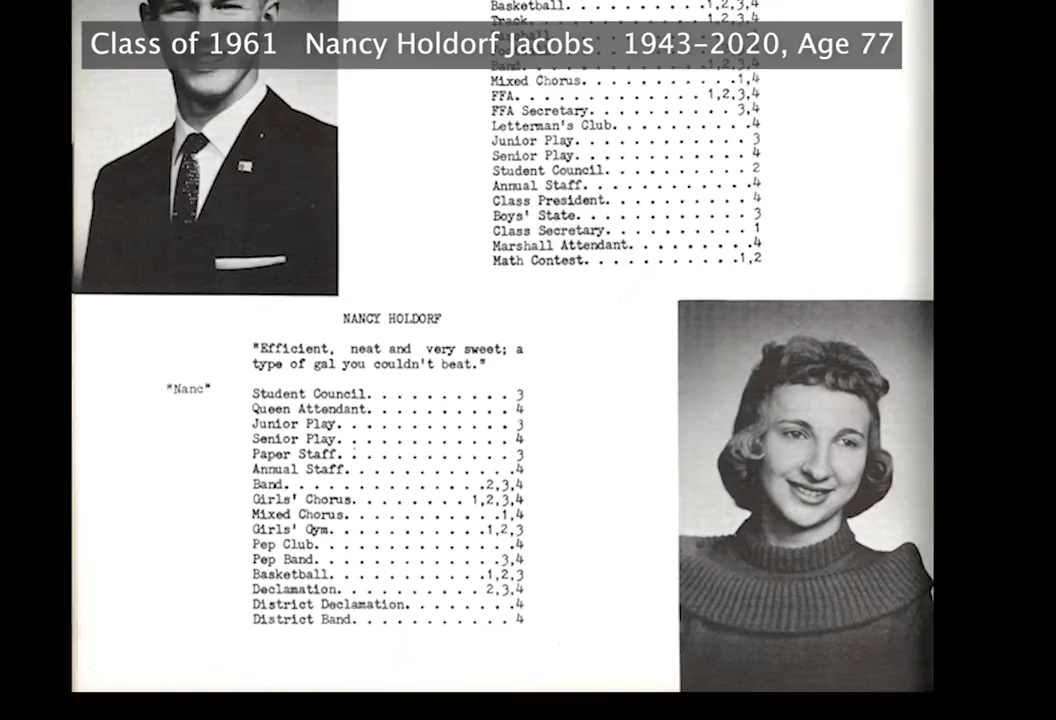 Basketball. . . . . . . . . . .1,2,3,4
Track. . . . . . . . . . . . . .1,2,3,4
Class of 1961   Nancy Holdorf Jacobs   1943-2020, Age 77
Band. . . . . . . . . . . . . .1,2,3,4
Mixed Chorus. . . . . . . . . . . .1,4
FFA. . . . . . . . . . . . . . 1,2,3,4
FFA Secretary. . . . . . . . . . . 3,4
Letterman's Club. . . . . . . . . . .4
Junior Play. . . . . . . . . . . . . 3
Senior Play. . . . . . . . . . . . . 4
Student Council. . . . . . . . . . . 2
Annual Staff. . . . . . . . . . . . .4
Class President. . . . . . . . . . . 4
Boys' State. . . . . . . . . . . . . 3
Class Secretary. . . . . . . . . . . 1
Marshall Attendant. . . . . . . . . .4
Math Contest. . . . . . . . . . . .1,2
NANCY HOLDORF
"Efficient, neat and very sweet; a
type of gal you couldn't beat."
"Nanc"
Student Council. . . . . . . . . . 3
Queen Attendant. . . . . . . . . . 4
Junior Play. . . . . . . . . . . . 3
Senior Play. . . . . . . . . . . . 4
Paper Staff. . . . . . . . . . . . 3
Annual Staff. . . . . . . . . . . .4
Band. . . . . . . . . . . . . .2,3,4
Girls' Chorus. . . . . . . . 1,2,3,4
Mixed Chorus. . . . . . . . . . .1,4
Girls' Gym. . . . . . . . . . .1,2,3
Pep Club. . . . . . . . . . . . . .4
Pep Band. . . . . . . . . . . . .3,4
Basketball. . . . . . . . . . .1,2,3
Declamation. . . . . . . . . . 2,3,4
District Declamation. . . . . . . .4
District Band. . . . . . . . . . . 4